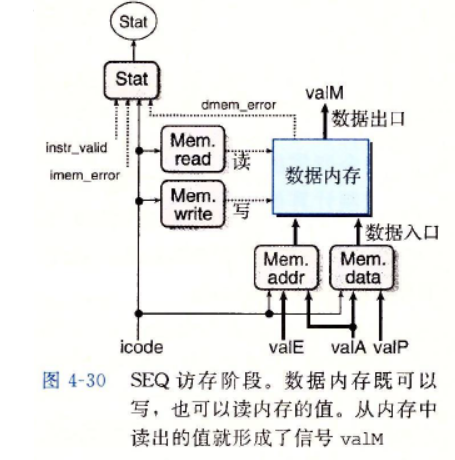 Stat
Stat
dmem_error
valM
数据出口
instr_valid
imem_error
Mem.
read
读
数据内存
Mem.
write
写
数据入口
Mem.
addr
Mem.
data
icode
valE
valA
valP
图 4-30 SEQ 访存阶段。数据内存既可以
写，也可以读内存的值。从内存中
读出的值就形成了信号 valM